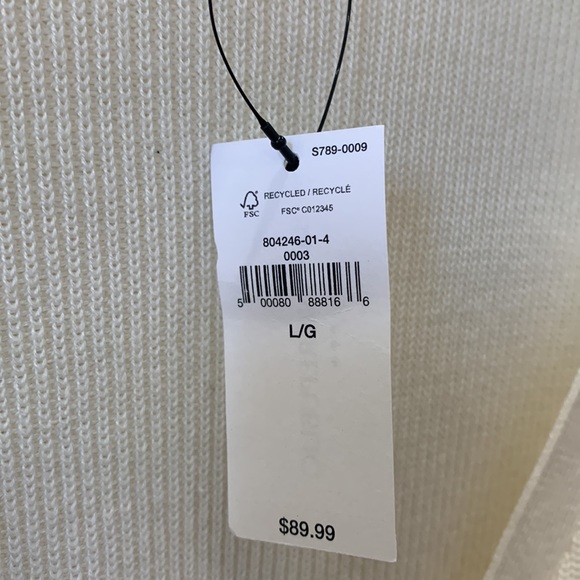 S789-0009
RECYCLED / RECYCLÉ
FSC
FSC® C012345
804246-01-4
0003
5 00080 88816 6
L/G
$89.99